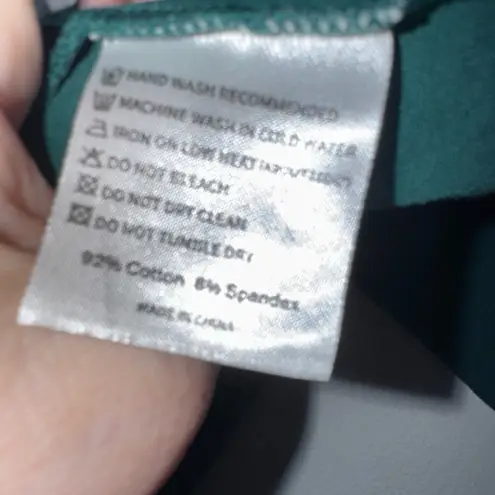 HAND WASH RECOMMENDED
MACHINE WASH IN COLD WATER
IRON ON LOW HEAT
DO NOT BLEACH
DO NOT DRY CLEAN
DO NOT TUMBLE DRY
92% Cotton 8% Spandex
MADE IN CHINA